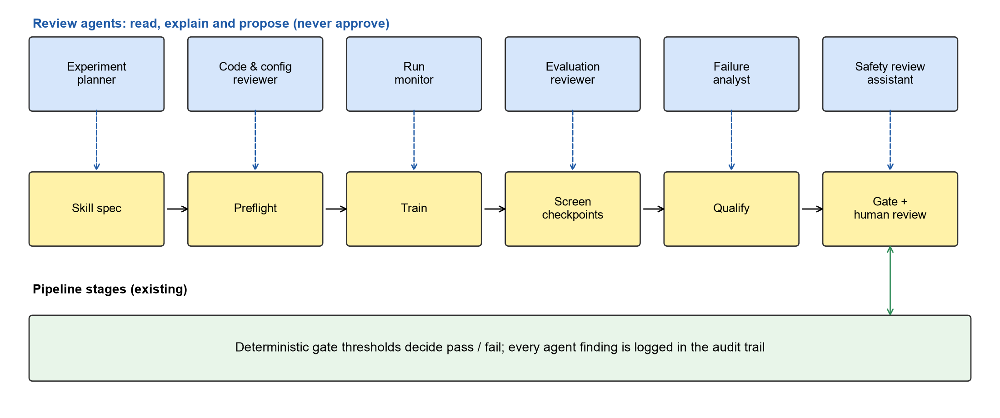 Review agents: read, explain and propose (never approve)
Experiment
planner
Code & config
reviewer
Run
monitor
Evaluation
reviewer
Failure
analyst
Safety review
assistant
Skill spec
Preflight
Train
Screen
checkpoints
Qualify
Gate +
human review
Pipeline stages (existing)
Deterministic gate thresholds decide pass / fail; every agent finding is logged in the audit trail